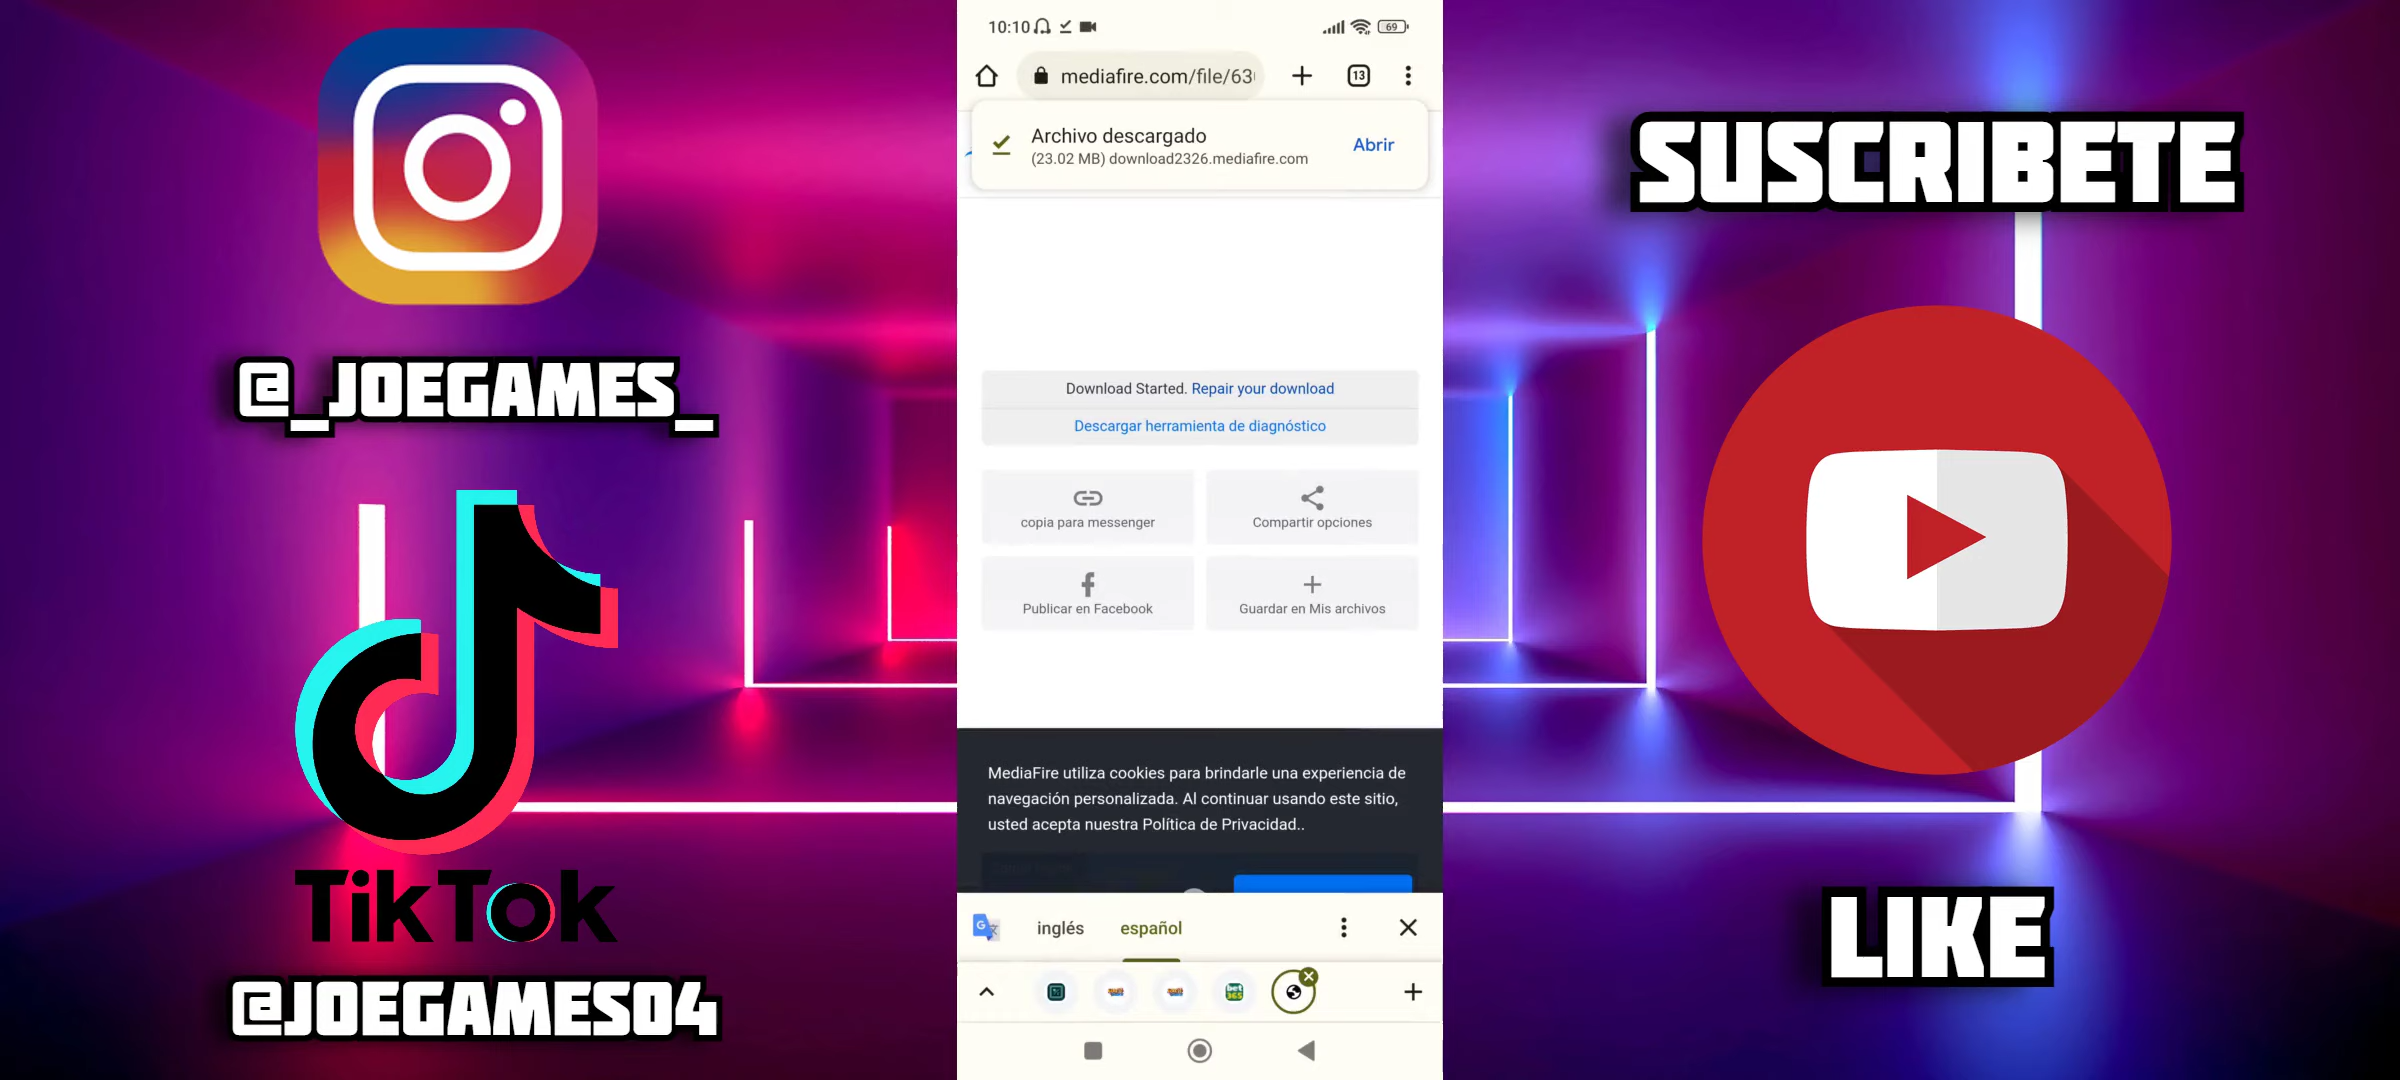 @_JOEGAMES_
TikTok
@JOEGAMES04
10:10
69
mediafire.com/file/63
13
Archivo descargado
(23.02 MB) download2326.mediafire.com
Abrir
Download Started. Repair your download
Descargar herramienta de diagnóstico
copia para messenger
Compartir opciones
Publicar en Facebook
Guardar en Mis archivos
MediaFire utiliza cookies para brindarle una experiencia de
navegación personalizada. Al continuar usando este sitio,
usted acepta nuestra Política de Privacidad..
inglés
español
bet
365
SUSCRIBETE
LIKE